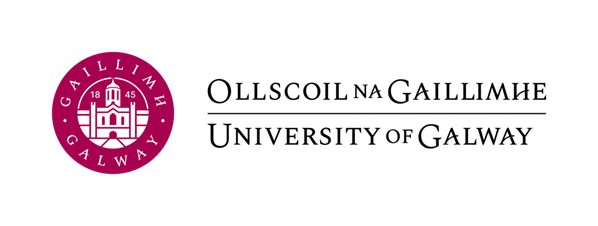 GAILLIMH
18 45
GALWAY
OLLSCOIL NA GAILLIMHE
UNIVERSITY OF GALWAY